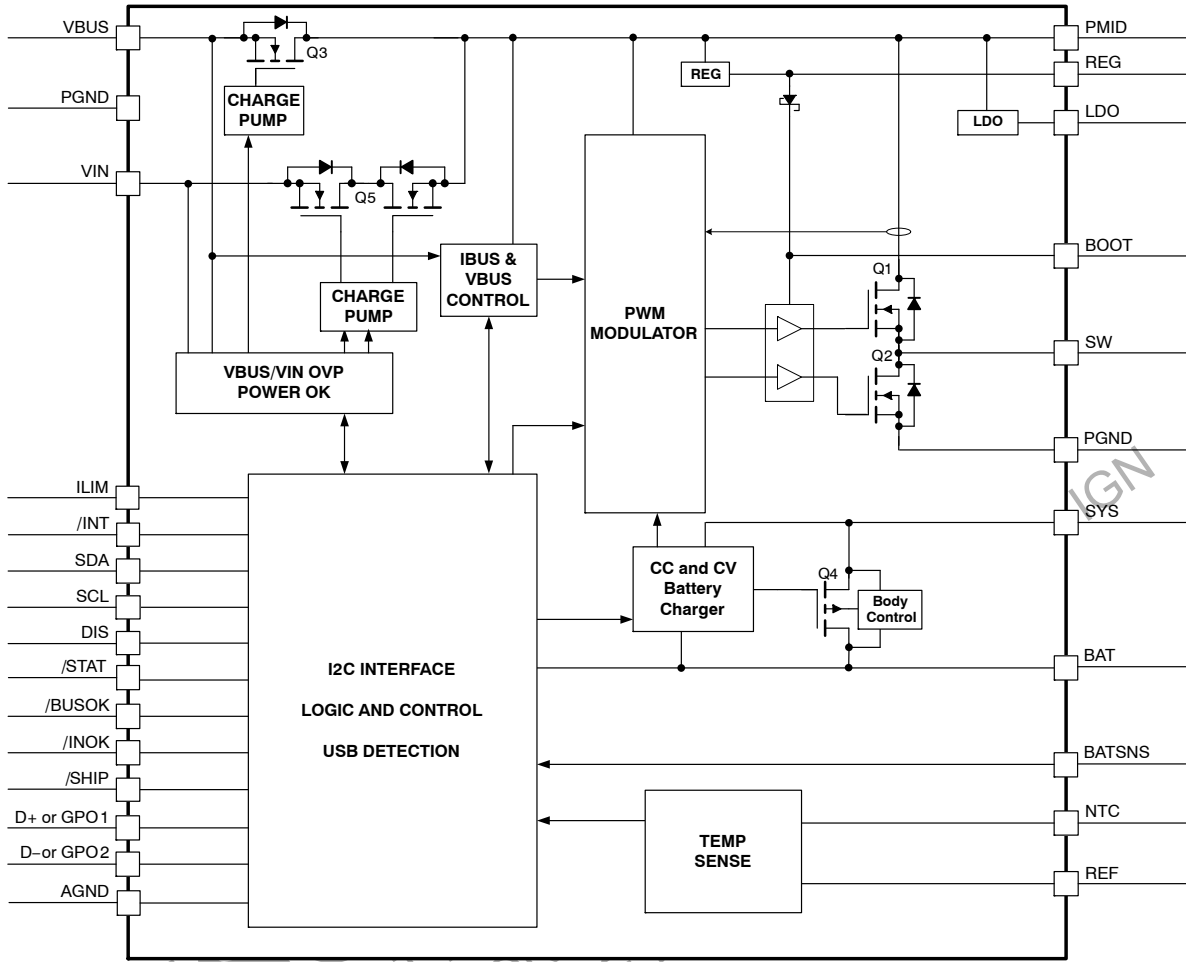 VBUS
PGND
VIN
ILIM
/INT
SDA
SCL
DIS
/STAT
/BUSOK
/INOK
/SHIP
D+ or GPO1
D−or GPO2
AGND
Q3
CHARGE
PUMP
Q5
CHARGE
PUMP
IBUS &
VBUS
CONTROL
VBUS/VIN OVP
POWER OK
I2C INTERFACE
LOGIC AND CONTROL
USB DETECTION
PWM
MODULATOR
REG
LDO
Q1
Q2
CC and CV
Battery
Charger
Q4
Body
Control
TEMP
SENSE
PMID
REG
LDO
BOOT
SW
PGND
IGN
SYS
BAT
BATSNS
NTC
REF